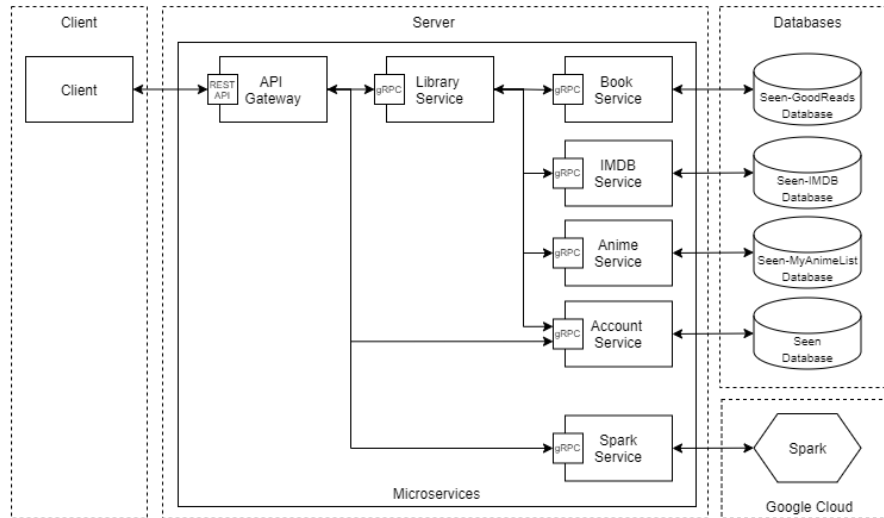 Client
Server
Databases
Client
REST
API
API
Gateway
gRPC
Library
Service
gRPC
Book
Service
Seen-GoodReads
Database
gRPC
IMDB
Service
Seen-IMDB
Database
gRPC
Anime
Service
Seen-MyAnimeList
Database
gRPC
Account
Service
Seen
Database
gRPC
Spark
Service
Spark
Microservices
Google Cloud